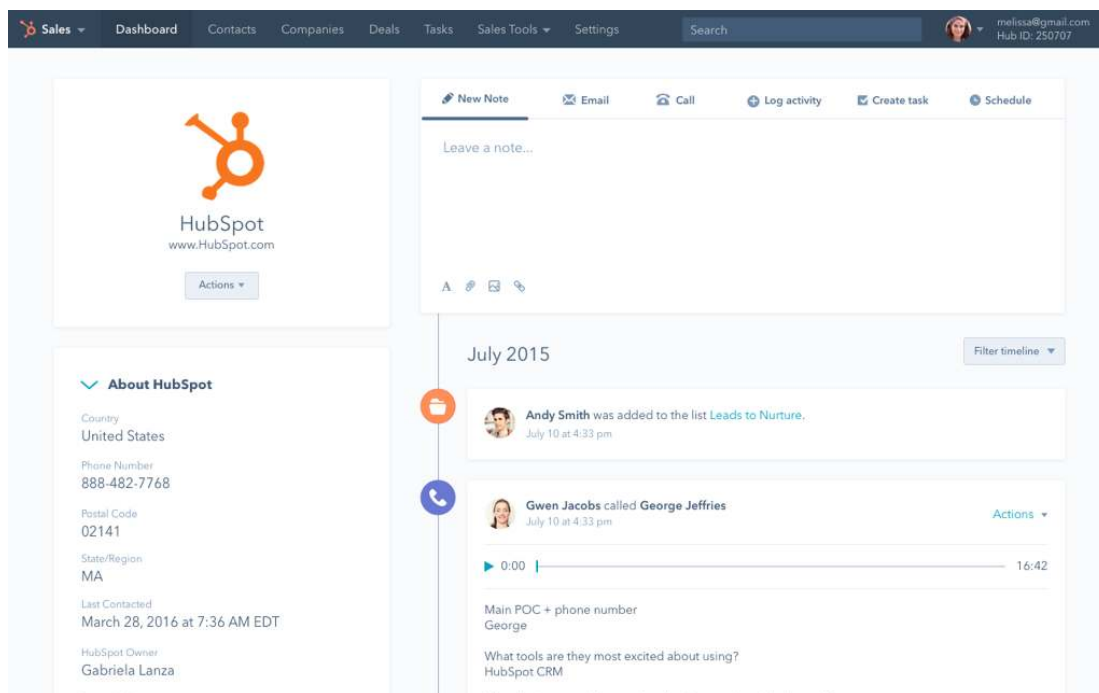 Sales Dashboard Contacts Companies Deals Tasks Sales Tools Settings Search
melissa@gmail.com
Hub ID: 250707
HubSpot
www.HubSpot.com
Actions
About HubSpot
Country
United States
Phone Number
888-482-7768
Postal Code
02141
State/Region
MA
Last Contacted
March 28, 2016 at 7:36 AM EDT
HubSpot Owner
Gabriela Lanza
New Note Email Call Log activity Create task Schedule
Leave a note...
A
July 2015
Filter timeline
Andy Smith was added to the list Leads to Nurture.
July 10 at 4:33 pm
Gwen Jacobs called George Jeffries
July 10 at 4:33 pm
Actions
0:00 16:42
Main POC + phone number
George
What tools are they most excited about using?
HubSpot CRM